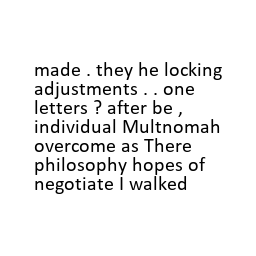 made . they he locking
adjustments . . one
letters ? after be ,
individual Multnomah
overcome as There
philosophy hopes of
negotiate I walked